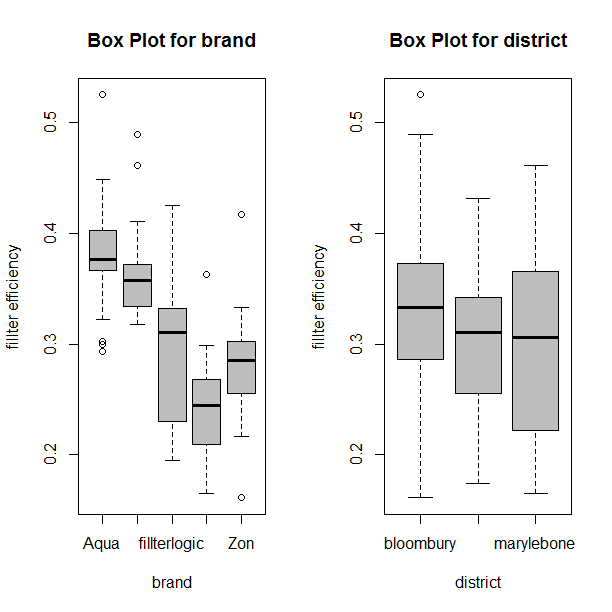 Box Plot for brand
fillter efficiency
0.5
0.4
0.3
0.2
Aqua
fillterlogic
Zon
brand
Box Plot for district
fillter efficiency
0.5
0.4
0.3
0.2
bloombury
marylebone
district